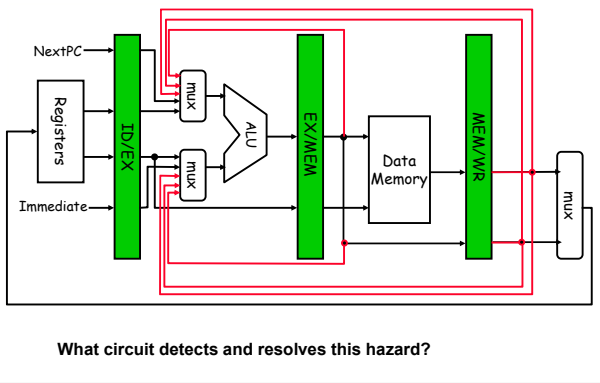 NextPC
Registers
Immediate
ID/EX
mux
mux
ALU
EX/MEM
Data
Memory
MEM/WR
mux
What circuit detects and resolves this hazard?